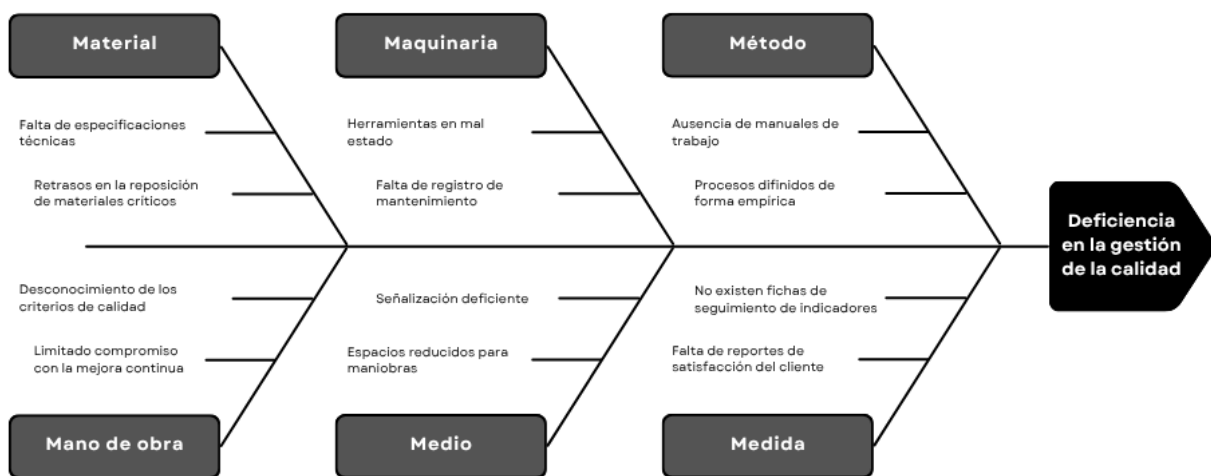 Material
Maquinaria
Método
Falta de especificaciones
técnicas
Retrasos en la reposición
de materiales críticos
Herramientas en mal
estado
Falta de registro de
mantenimiento
Ausencia de manuales de
trabajo
Procesos difinidos de
forma empírica
Deficiencia
en la gestión
de la calidad
Desconocimiento de los
criterios de calidad
Limitado compromiso
con la mejora continua
Señalización deficiente
Espacios reducidos para
maniobras
No existen fichas de
seguimiento de indicadores
Falta de reportes de
satisfacción del cliente
Mano de obra
Medio
Medida